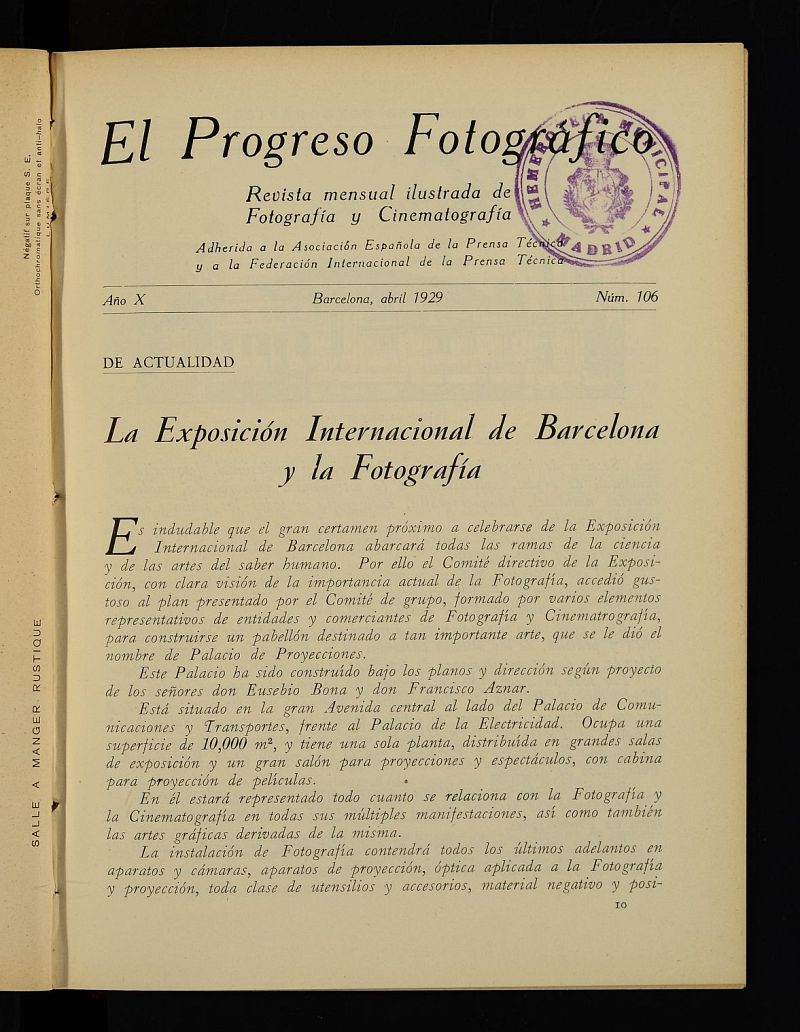 Négatif sur plaque S. E.
Orthochromatique sans écran et anti-halo
LUMIÈRE
SALLE A MANGER RUSTIQUE
El Progreso Fotográfico
Revista mensual ilustrada de
Fotografía y Cinematografía
Adherida a la Asociación Española de la Prensa Técnica
y a la Federación Internacional de la Prensa Técnica
HEMEROTECA MUNICIPAL
★ MADRID ★
Año X Barcelona, abril 1929 Núm. 106
DE ACTUALIDAD
La Exposición Internacional de Barcelona
y la Fotografía
Es indudable que el gran certamen próximo a celebrarse de la Exposición
Internacional de Barcelona abarcará todas las ramas de la ciencia
y de las artes del saber humano. Por ello el Comité directivo de la Exposi-
ción, con clara visión de la importancia actual de la Fotografía, accedió gus-
toso al plan presentado por el Comité de grupo, formado por varios elementos
representativos de entidades y comerciantes de Fotografía y Cinematrografía,
para construirse un pabellón destinado a tan importante arte, que se le dió el
nombre de Palacio de Proyecciones.
Este Palacio ha sido construído bajo los planos y dirección según proyecto
de los señores don Eusebio Bona y don Francisco Aznar.
Está situado en la gran Avenida central al lado del Palacio de Comu-
nicaciones y Transportes, frente al Palacio de la Electricidad. Ocupa una
superficie de 10,000 m², y tiene una sola planta, distribuída en grandes salas
de exposición y un gran salón para proyecciones y espectáculos, con cabina
para proyección de películas.
En él estará representado todo cuanto se relaciona con la Fotografía y
la Cinematografía en todas sus múltiples manifestaciones, así como también
las artes gráficas derivadas de la misma.
La instalación de Fotografía contendrá todos los últimos adelantos en
aparatos y cámaras, aparatos de proyección, óptica aplicada a la Fotografía
y proyección, toda clase de utensilios y accesorios, material negativo y posi-
10